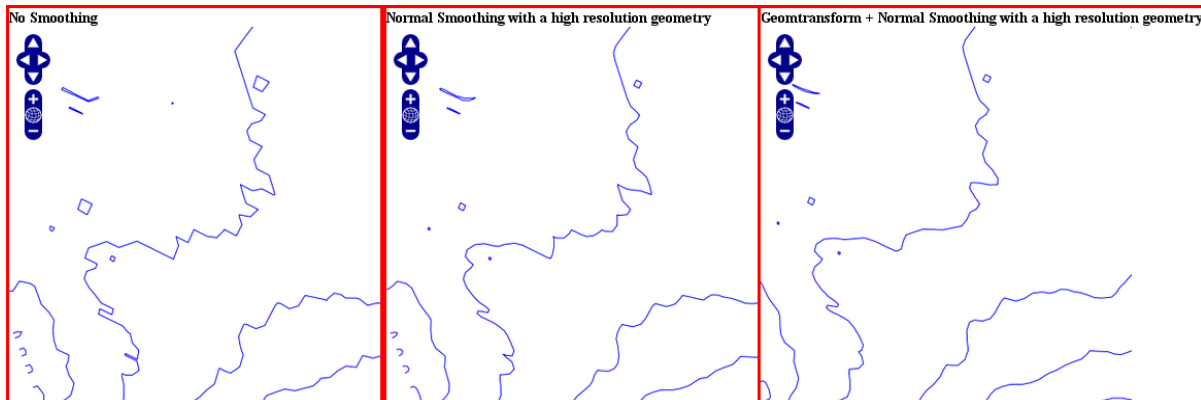 No Smoothing
Normal Smoothing with a high resolution geometry
Geomtransform + Normal Smoothing with a high resolution geometry